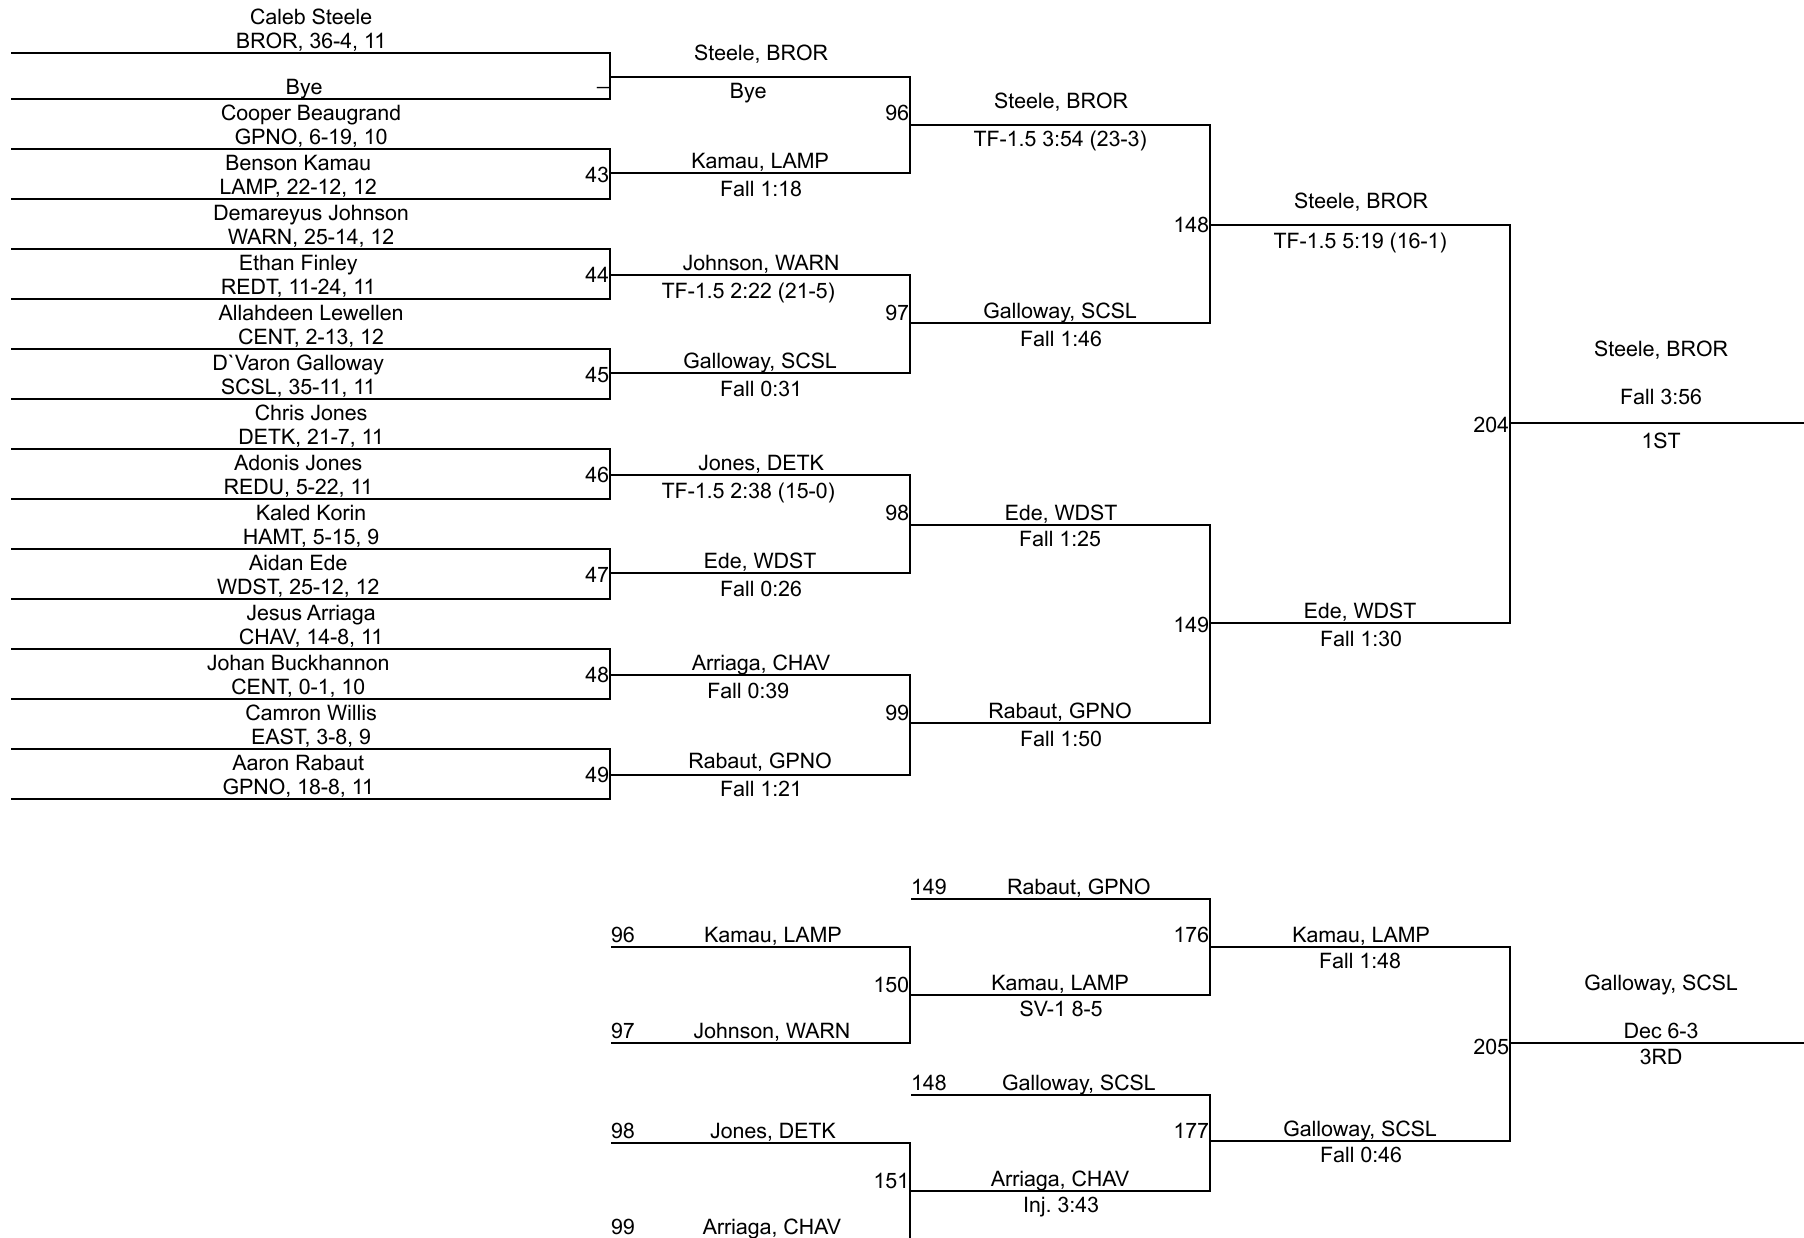 Caleb Steele
BROR, 36-4, 11
Bye
Cooper Beaugrand
GPNO, 6-19, 10
Benson Kamau
LAMP, 22-12, 12
Demareyus Johnson
WARN, 25-14, 12
Ethan Finley
REDT, 11-24, 11
Allahdeen Lewellen
CENT, 2-13, 12
D`Varon Galloway
SCSL, 35-11, 11
Chris Jones
DETK, 21-7, 11
Adonis Jones
REDU, 5-22, 11
Kaled Korin
HAMT, 5-15, 9
Aidan Ede
WDST, 25-12, 12
Jesus Arriaga
CHAV, 14-8, 11
Johan Buckhannon
CENT, 0-1, 10
Camron Willis
EAST, 3-8, 9
Aaron Rabaut
GPNO, 18-8, 11
43
44
45
46
47
48
49
Steele, BROR
Bye
Kamau, LAMP
Fall 1:18
Johnson, WARN
TF-1.5 2:22 (21-5)
Galloway, SCSL
Fall 0:31
Jones, DETK
TF-1.5 2:38 (15-0)
Ede, WDST
Fall 0:26
Arriaga, CHAV
Fall 0:39
Rabaut, GPNO
Fall 1:21
96
97
98
99
Steele, BROR
TF-1.5 3:54 (23-3)
Galloway, SCSL
Fall 1:46
Ede, WDST
Fall 1:25
Rabaut, GPNO
Fall 1:50
148
149
Steele, BROR
TF-1.5 5:19 (16-1)
Ede, WDST
Fall 1:30
204
Steele, BROR
Fall 3:56
1ST
96 Kamau, LAMP
97 Johnson, WARN
98 Jones, DETK
99 Arriaga, CHAV
150
151
149 Rabaut, GPNO
Kamau, LAMP
SV-1 8-5
148 Galloway, SCSL
Arriaga, CHAV
Inj. 3:43
176
177
Kamau, LAMP
Fall 1:48
Galloway, SCSL
Fall 0:46
205
Galloway, SCSL
Dec 6-3
3RD